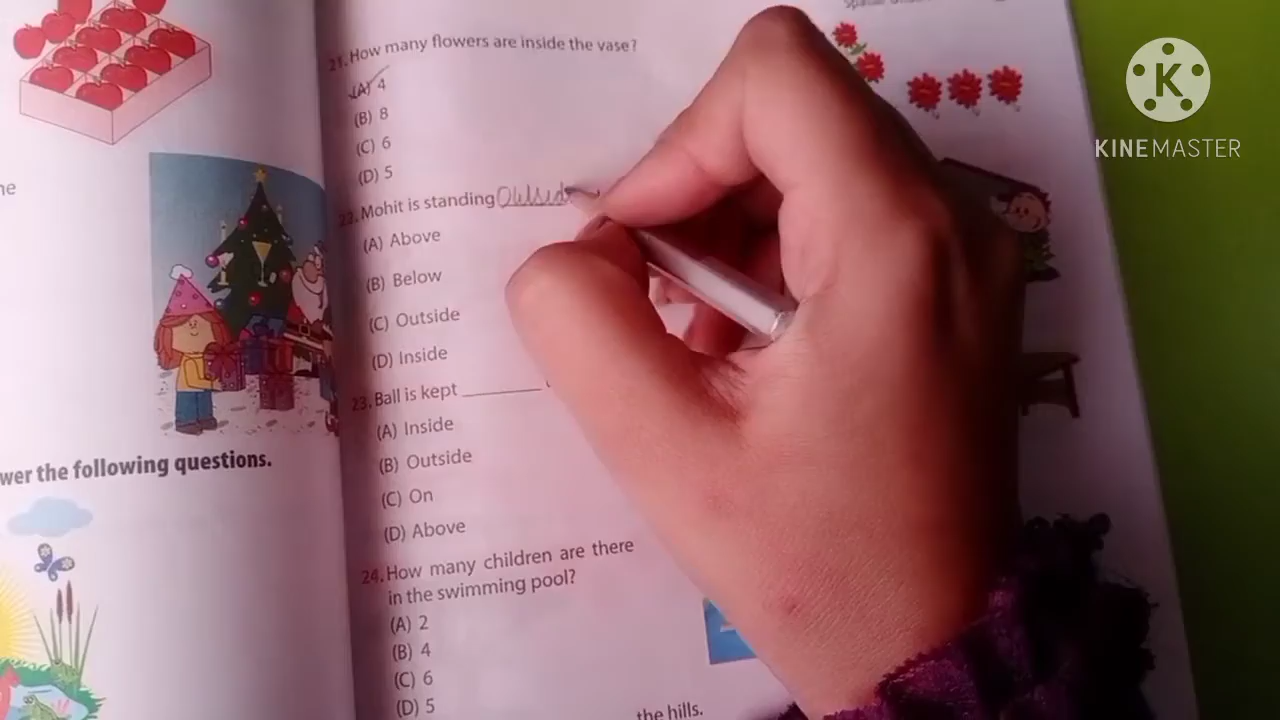 21. How many flowers are inside the vase?
(A) 4
(B) 8
(C) 6
(D) 5
22. Mohit is standing Outsid
(A) Above
(B) Below
(C) Outside
(D) Inside
23. Ball is kept ________
(A) Inside
(B) Outside
(C) On
(D) Above
24. How many children are there
in the swimming pool?
(A) 2
(B) 4
(C) 6
(D) 5
the hills.
wer the following questions.
K
KINEMASTER